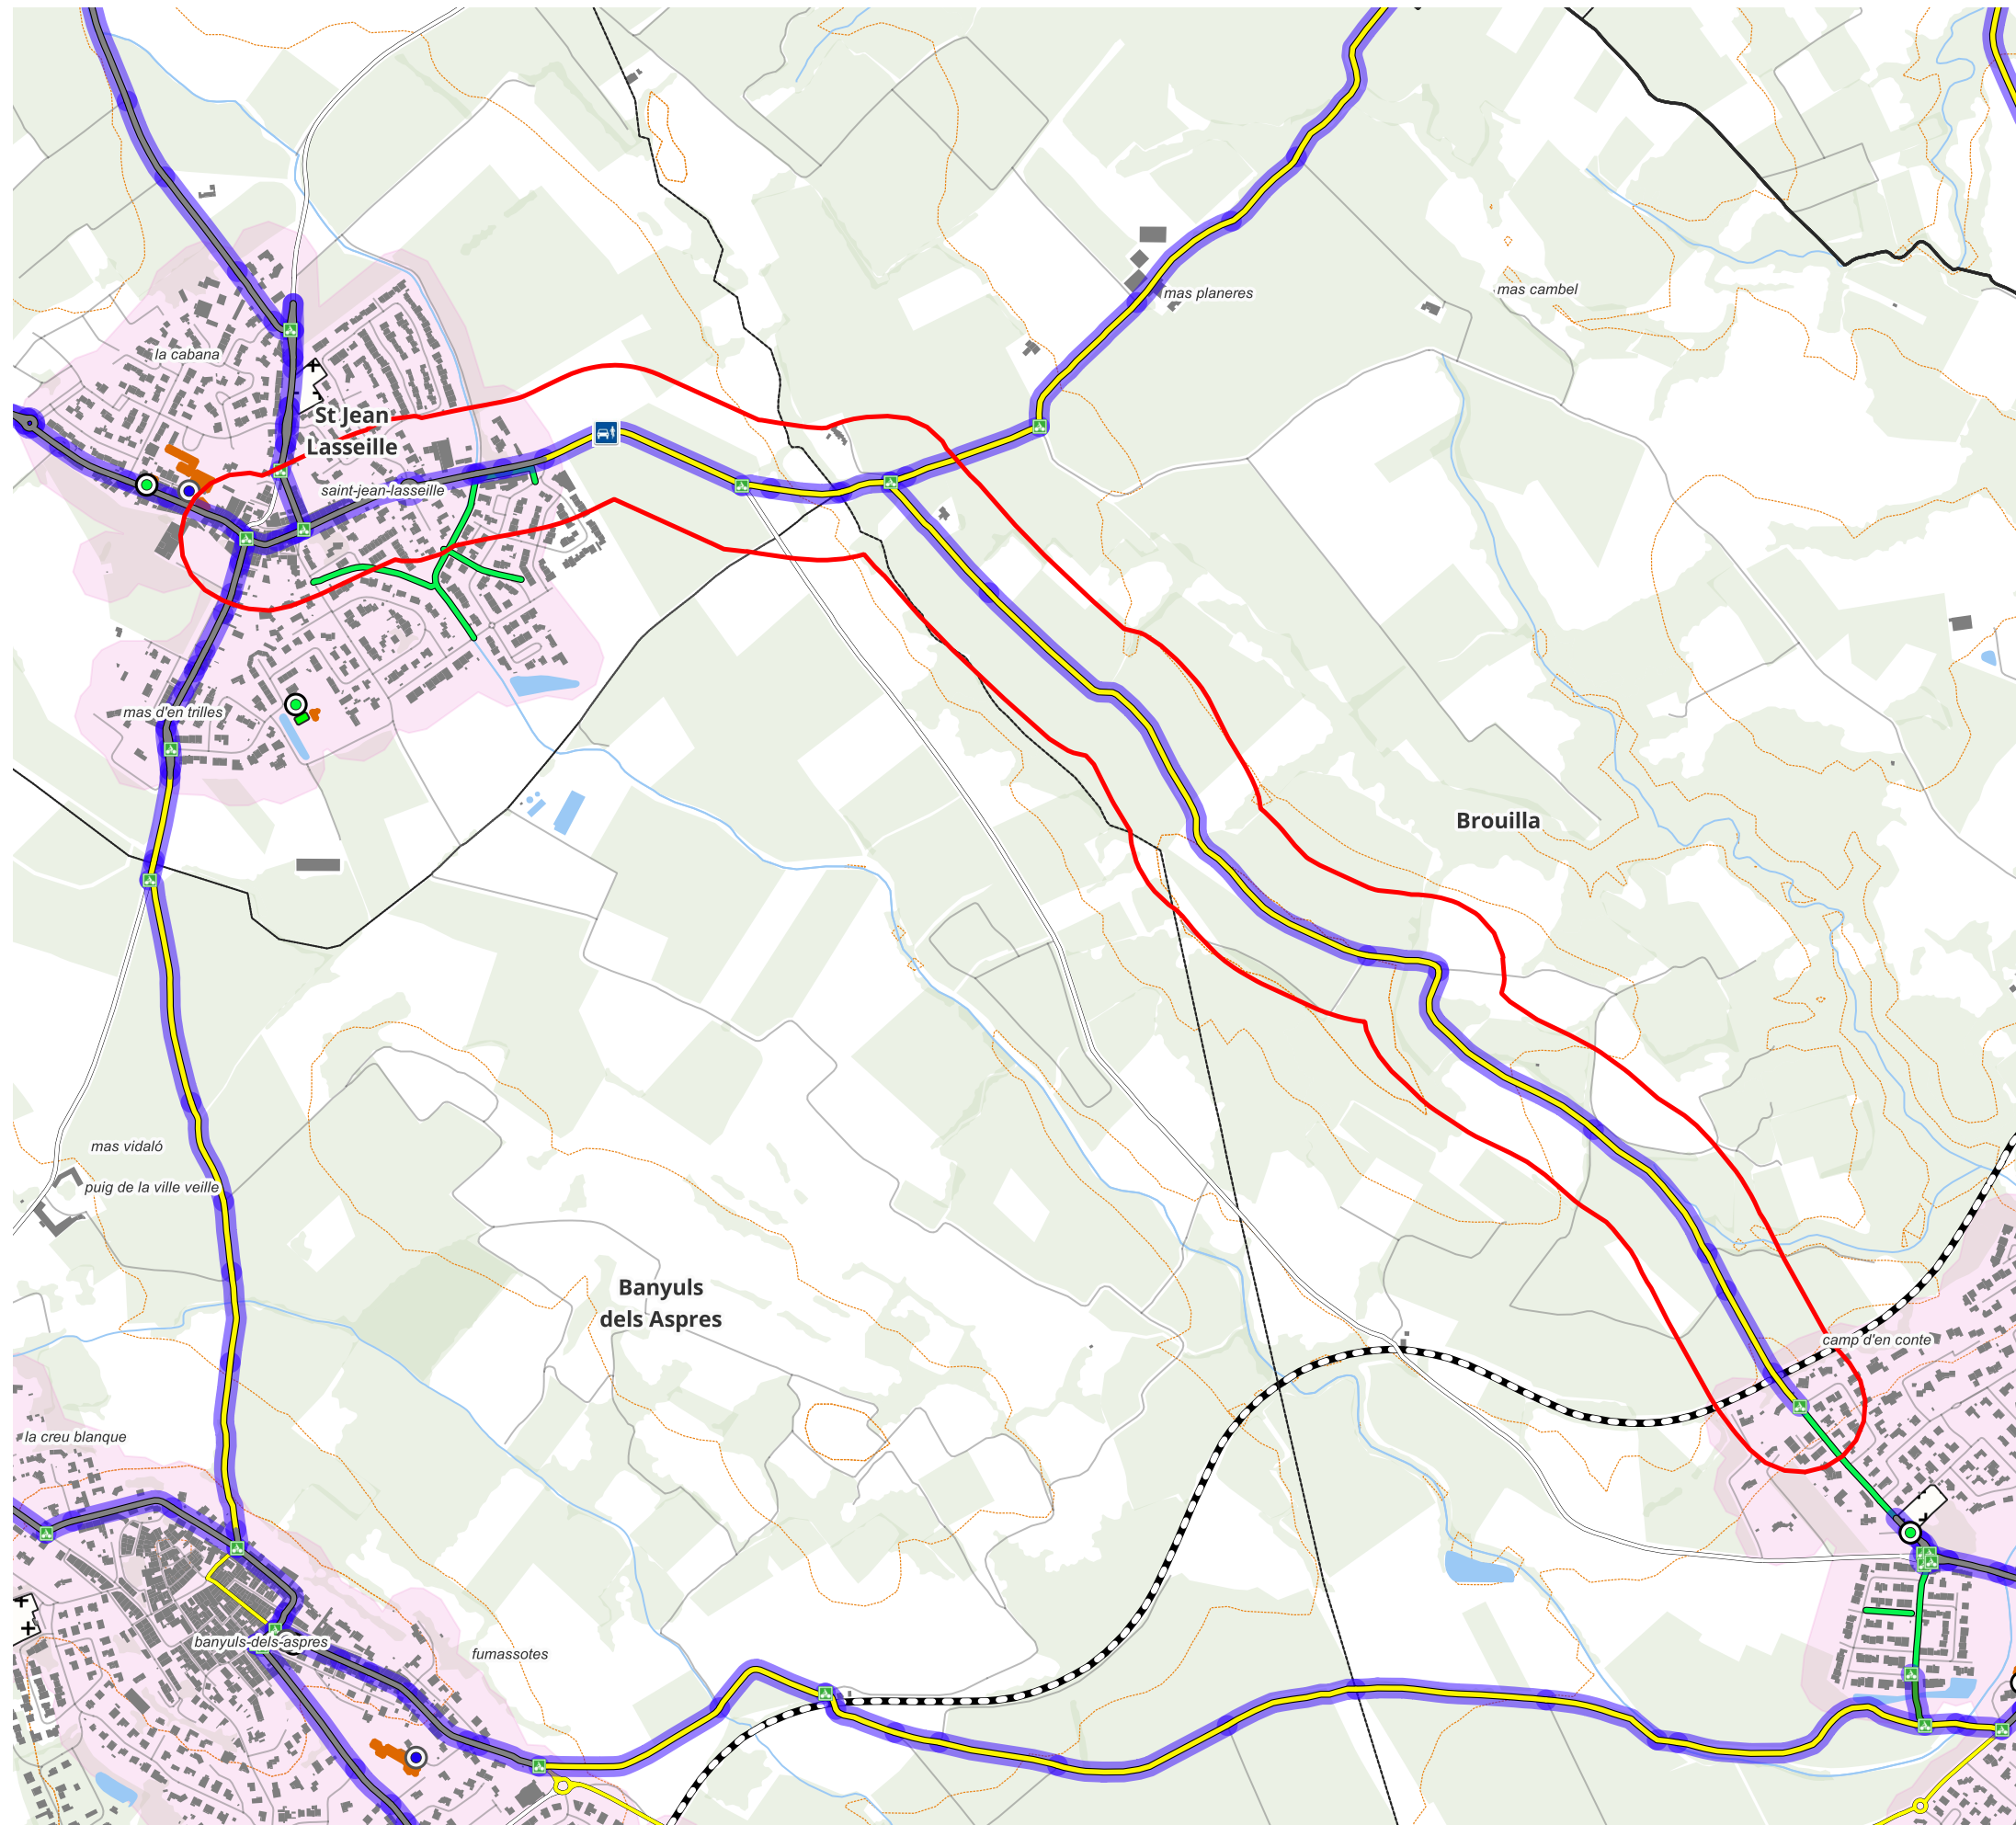 mas planeres
mas cambel
la cabana
St Jean
Lasseille
saint-jean-lasseille
mas d'en trilles
Brouilla
mas vidaló
puig de la ville veille
Banyuls
dels Aspres
camp d'en conte
la creu blanque
banyuls-dels-aspres
fumassotes